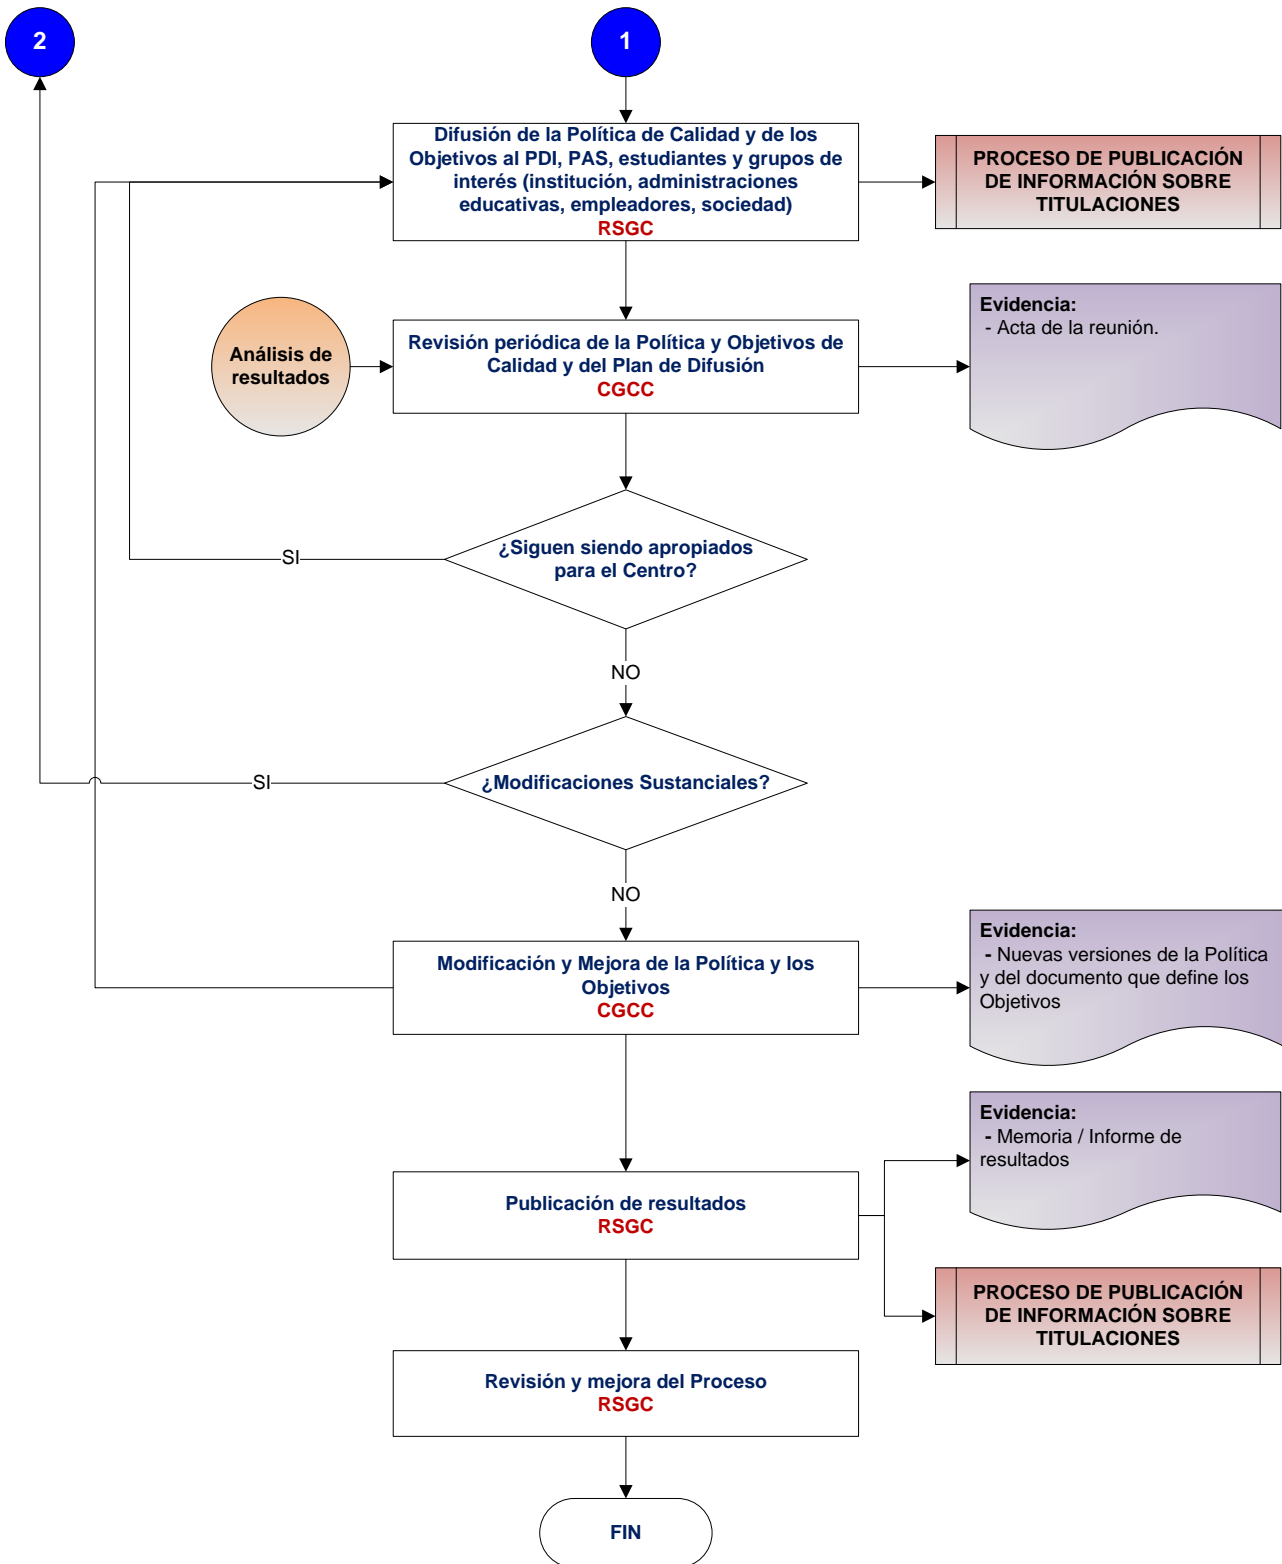 2
1
Difusión de la Política de Calidad y de los
Objetivos al PDI, PAS, estudiantes y grupos de
interés (institución, administraciones
educativas, empleadores, sociedad)
RSGC
PROCESO DE PUBLICACIÓN
DE INFORMACIÓN SOBRE
TITULACIONES
Análisis de
resultados
Revisión periódica de la Política y Objetivos de
Calidad y del Plan de Difusión
CGCC
Evidencia:
- Acta de la reunión.
¿Siguen siendo apropiados
para el Centro?
SI
NO
¿Modificaciones Sustanciales?
SI
NO
Modificación y Mejora de la Política y los
Objetivos
CGCC
Evidencia:
- Nuevas versiones de la Política
y del documento que define los
Objetivos
Evidencia:
- Memoria / Informe de
resultados
Publicación de resultados
RSGC
PROCESO DE PUBLICACIÓN
DE INFORMACIÓN SOBRE
TITULACIONES
Revisión y mejora del Proceso
RSGC
FIN